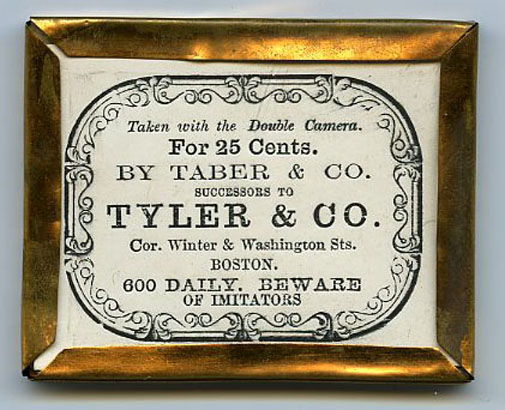 Taken with the Double Camera.
For 25 Cents.
BY TABER & CO.
SUCCESSORS TO
TYLER & CO.
Cor. Winter & Washington Sts.
BOSTON.
600 DAILY. BEWARE
OF IMITATORS